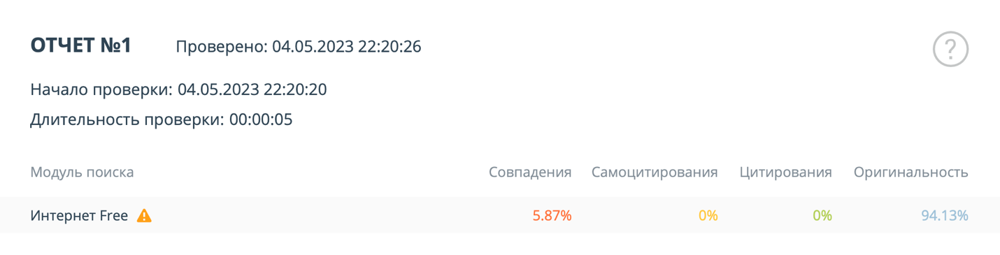 ОТЧЕТ №1 Проверено: 04.05.2023 22:20:26
Начало проверки: 04.05.2023 22:20:20
Длительность проверки: 00:00:05
Модуль поиска Совпадения Самоцитирования Цитирования Оригинальность
Интернет Free 5.87% 0% 0% 94.13%